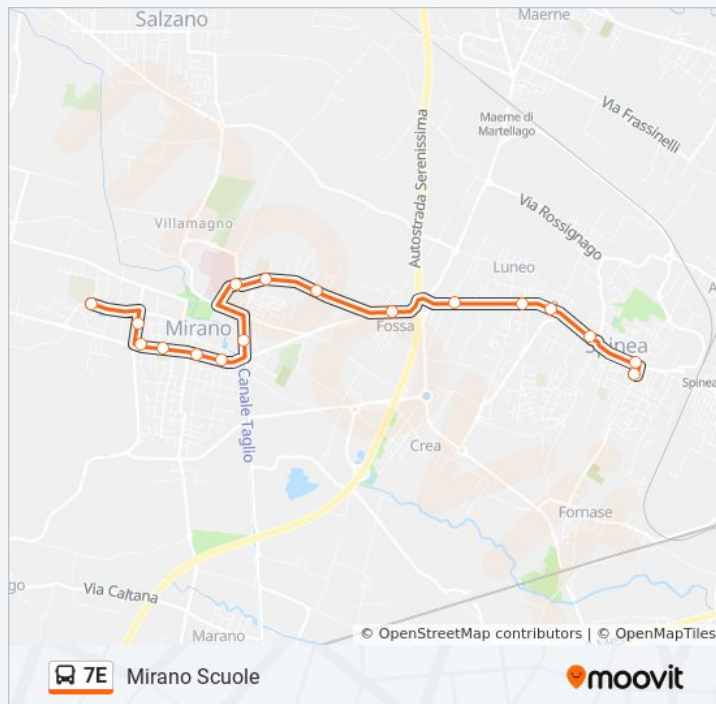 Salzano
Maerne
Maerne di
Martellago
Via Frassinelli
Autostrada Serenissima
Via Rossignago
Villamagno
Luneo
A
Mirano
Fossa
Spinea
Spinea
Canale Taglio
Crea
Fornase
go
Via Caltana
Marano
© OpenStreetMap contributors | © OpenMapTiles
7E
Mirano Scuole
moovit